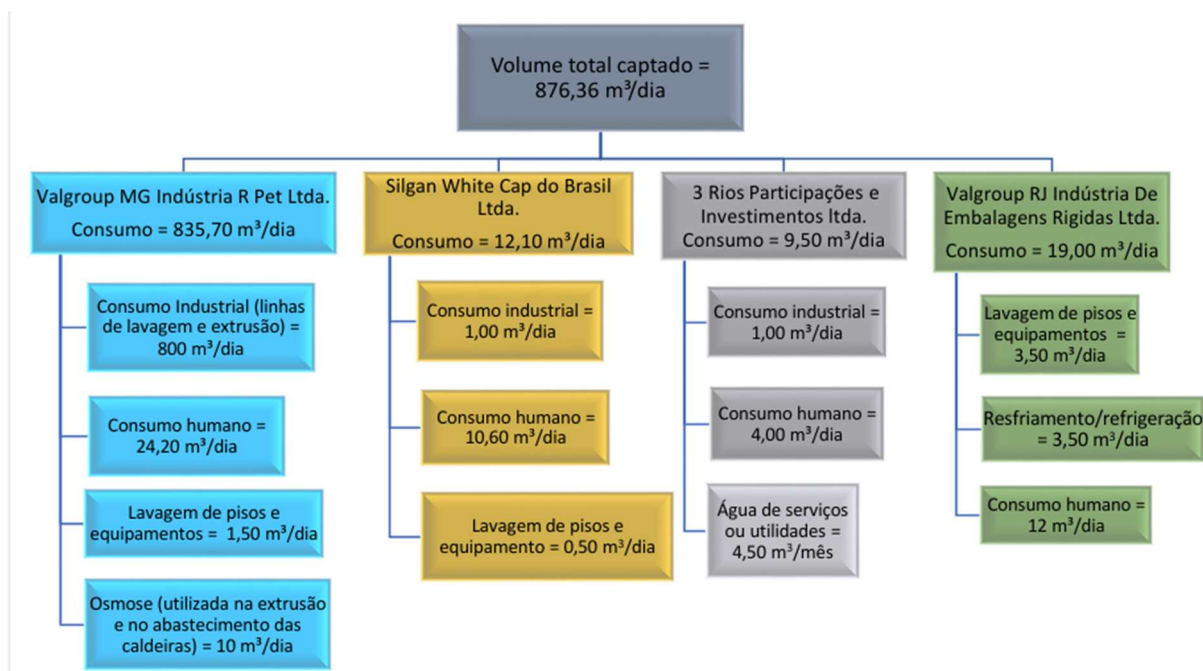 Volume total captado =
876,36 m³/dia
Valgroup MG Indústria R Pet Ltda.
Consumo = 835,70 m³/dia
Consumo Industrial (linhas
de lavagem e extrusão) =
800 m³/dia
Consumo humano =
24,20 m³/dia
Lavagem de pisos e
equipamentos = 1,50 m³/dia
Osmose (utilizada na extrusão
e no abastecimento das
caldeiras) = 10 m³/dia
Silgan White Cap do Brasil
Ltda.
Consumo = 12,10 m³/dia
Consumo industrial =
1,00 m³/dia
Consumo humano =
10,60 m³/dia
Lavagem de pisos e
equipamento = 0,50 m³/dia
3 Rios Participações e
Investimentos ltda.
Consumo = 9,50 m³/dia
Consumo industrial =
1,00 m³/dia
Consumo humano =
4,00 m³/dia
Água de serviços
ou utilidades =
4,50 m³/mês
Valgroup RJ Indústria De
Embalagens Rigidas Ltda.
Consumo = 19,00 m³/dia
Lavagem de pisos e
equipamentos =
3,50 m³/dia
Resfriamento/refrigeração
= 3,50 m³/dia
Consumo humano =
12 m³/dia